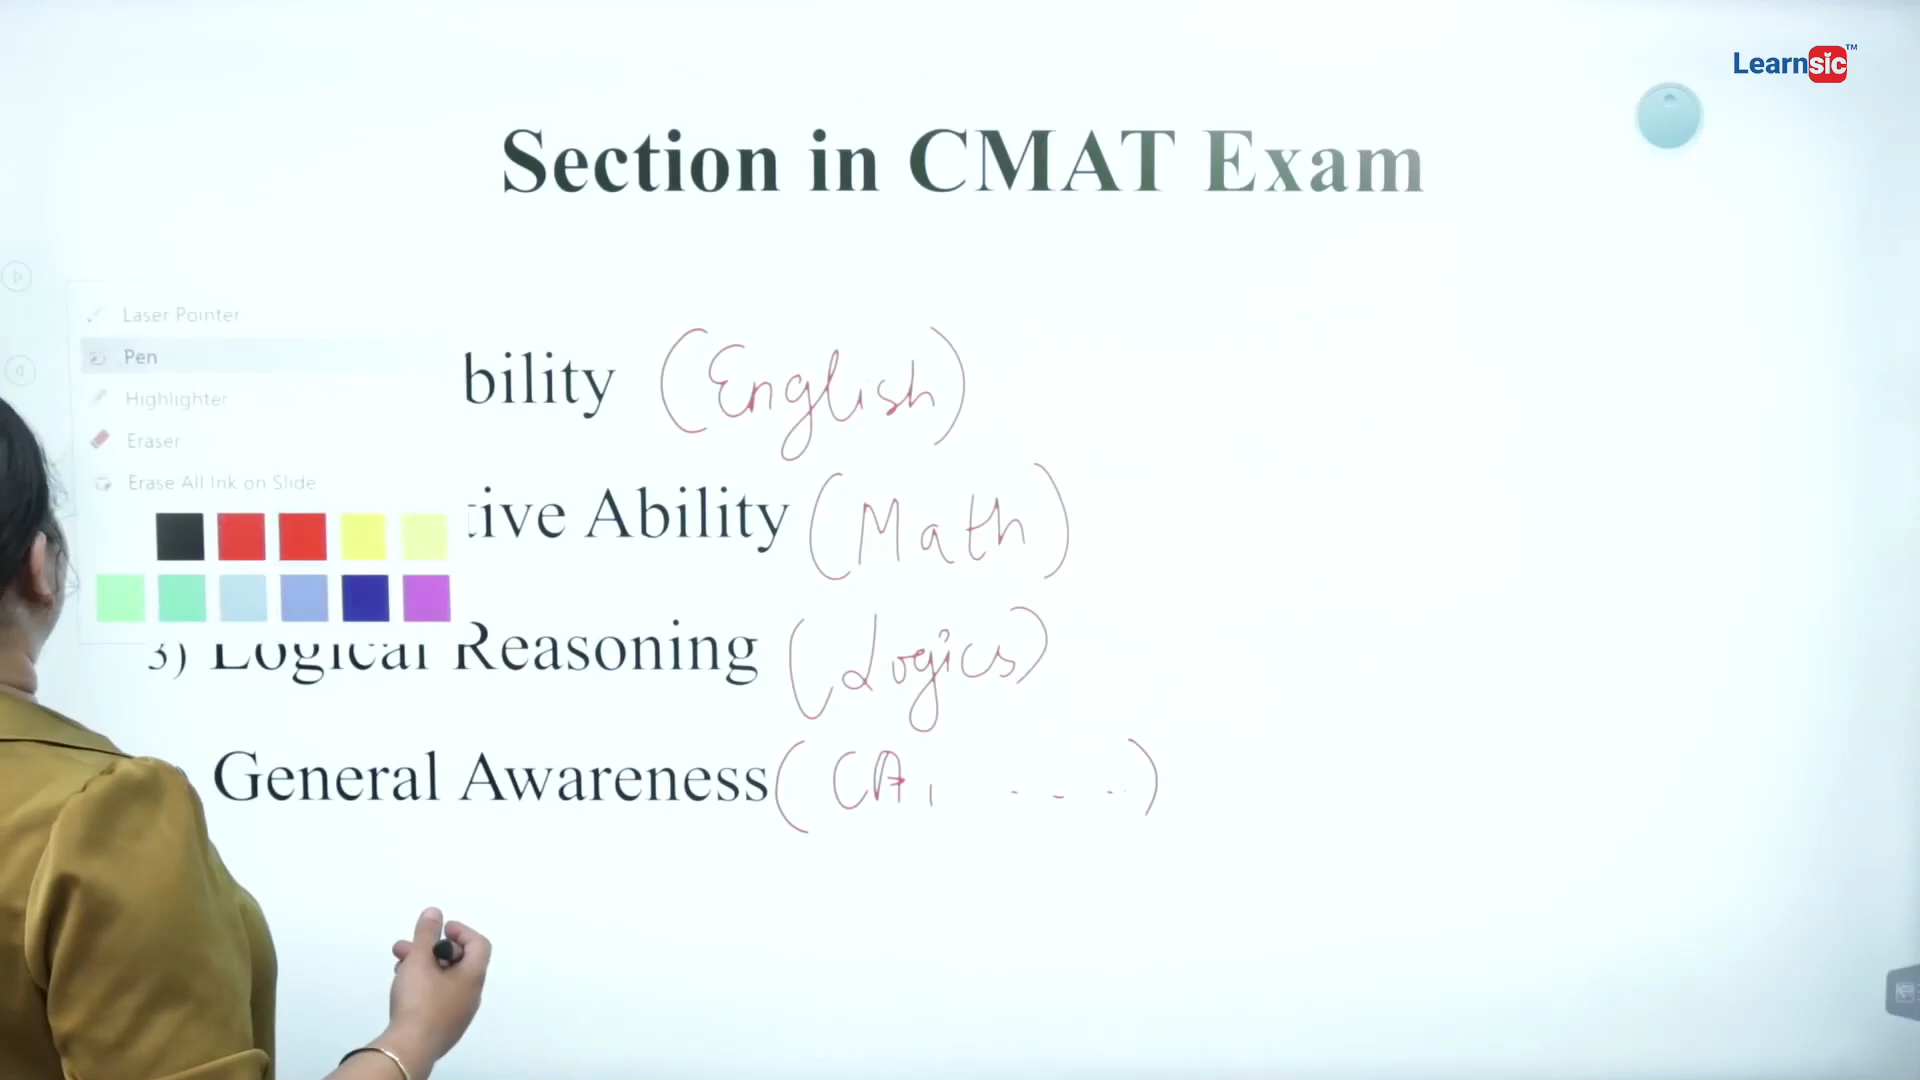 Learnsic™
Section in CMAT Exam
Laser Pointer
Pen
Highlighter
Eraser
Erase All Ink on Slide
bility (English)
tive Ability (Math)
3) Logical Reasoning (Logics)
General Awareness (CA, . . . .)